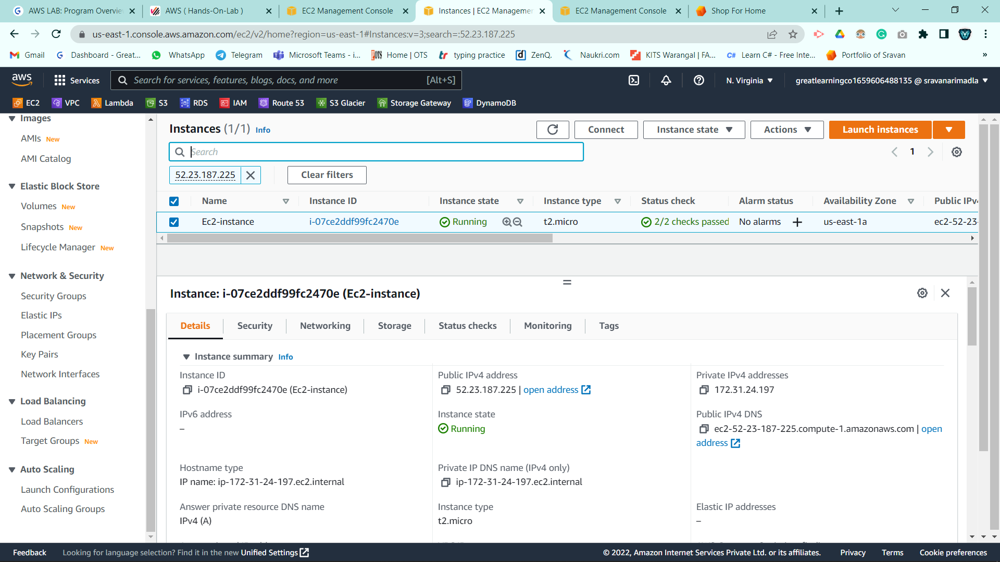 AWS LAB: Program Overvie
AWS ( Hands-On-Lab )
EC2 Management Console
Instances | EC2 Managemen
EC2 Management Console
Shop For Home
us-east-1.console.aws.amazon.com/ec2/v2/home?region=us-east-1#Instances:v=3;search=:52.23.187.225
Gmail
Dashboard - Great...
WhatsApp
Telegram
Microsoft Teams - i...
Home | OTS
typing practice
ZenQ.
Naukri.com
KITS Warangal | FA...
C# Learn C# - Free Inte...
Portfolio of Sravan
»
aws
Services
Search for services, features, blogs, docs, and more [Alt+S]
N. Virginia
greatlearningco1659606488135 @ sravanarimadla
EC2
VPC
Lambda
S3
RDS
IAM
Route 53
S3 Glacier
Storage Gateway
DynamoDB
Images
AMIs New
AMI Catalog
Elastic Block Store
Volumes New
Snapshots New
Lifecycle Manager New
Network & Security
Security Groups
Elastic IPs
Placement Groups
Key Pairs
Network Interfaces
Load Balancing
Load Balancers
Target Groups New
Auto Scaling
Launch Configurations
Auto Scaling Groups
Instances (1/1) Info
Connect
Instance state
Actions
Launch instances
Search
1
52.23.187.225
Clear filters
Name
Instance ID
Instance state
Instance type
Status check
Alarm status
Availability Zone
Public IPv4
Ec2-instance
i-07ce2ddf99fc2470e
Running
t2.micro
2/2 checks passed
No alarms
us-east-1a
ec2-52-23-
Instance: i-07ce2ddf99fc2470e (Ec2-instance)
Details
Security
Networking
Storage
Status checks
Monitoring
Tags
Instance summary Info
Instance ID
i-07ce2ddf99fc2470e (Ec2-instance)
Public IPv4 address
52.23.187.225 | open address
Private IPv4 addresses
172.31.24.197
IPv6 address
–
Instance state
Running
Public IPv4 DNS
ec2-52-23-187-225.compute-1.amazonaws.com | open
address
Hostname type
IP name: ip-172-31-24-197.ec2.internal
Private IP DNS name (IPv4 only)
ip-172-31-24-197.ec2.internal
Answer private resource DNS name
IPv4 (A)
Instance type
t2.micro
Elastic IP addresses
–
Feedback
Looking for language selection? Find it in the new Unified Settings
© 2022, Amazon Internet Services Private Ltd. or its affiliates.
Privacy
Terms
Cookie preferences